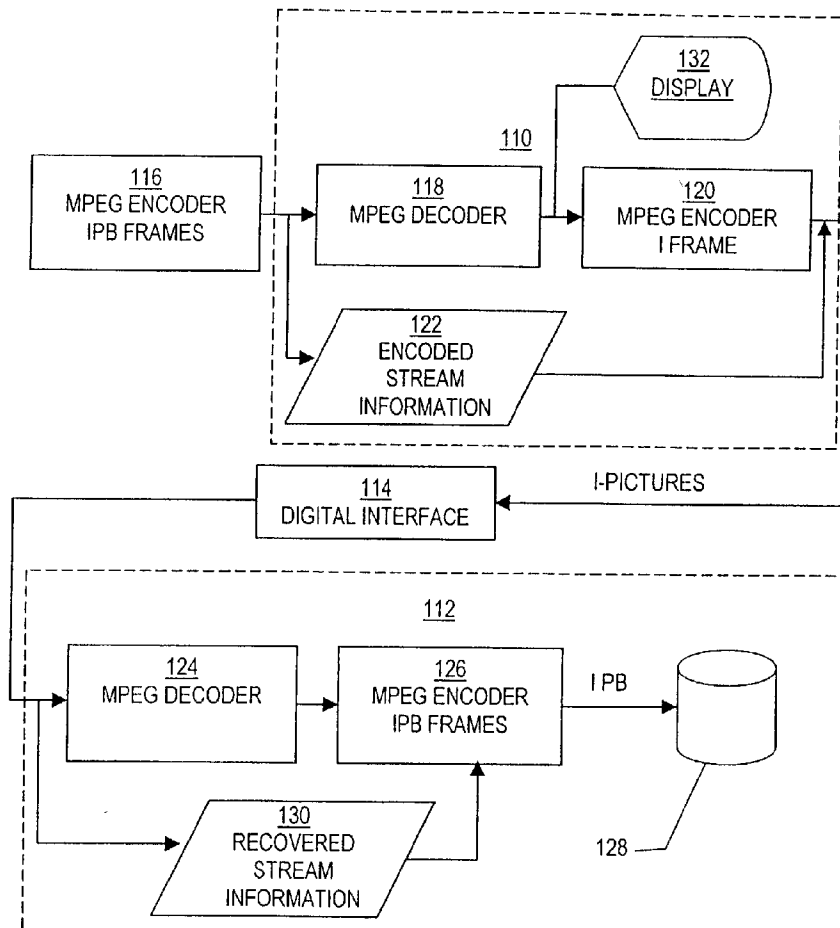 132
DISPLAY
110
116
MPEG ENCODER
IPB FRAMES
118
MPEG DECODER
120
MPEG ENCODER
I FRAME
122
ENCODED
STREAM
INFORMATION
114
DIGITAL INTERFACE
I-PICTURES
112
124
MPEG DECODER
126
MPEG ENCODER
IPB FRAMES
I PB
130
RECOVERED
STREAM
INFORMATION
128